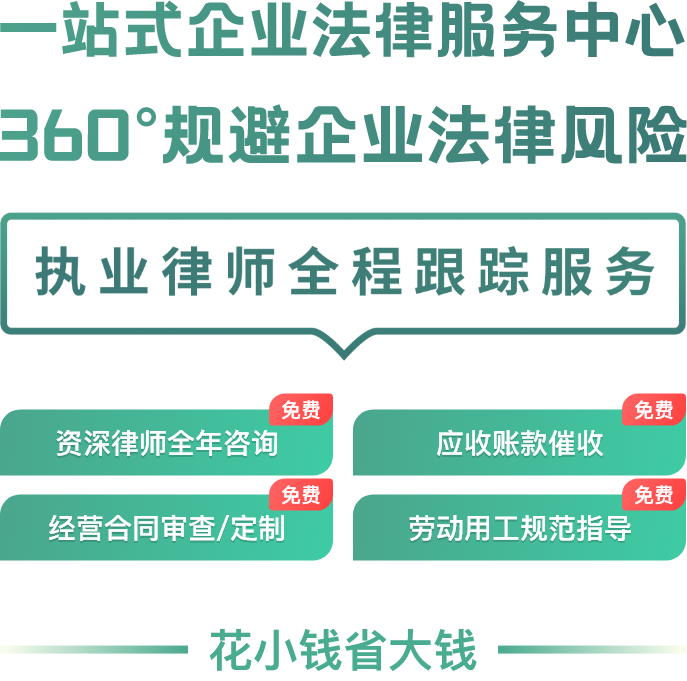 一站式企业法律服务中心
360°规避企业法律风险
执业律师全程跟踪服务
免费
免费
资深律师全年咨询
应收账款催收
免费
免费
经营合同审查/定制
劳动用工规范指导
花小钱省大钱